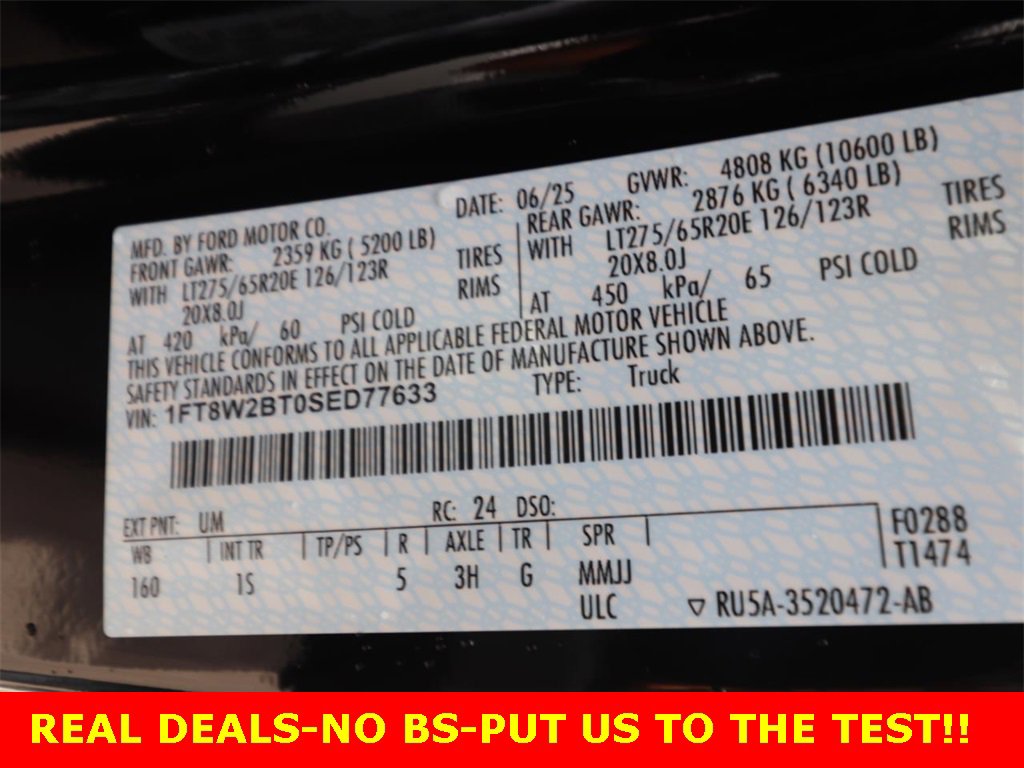 MFD. BY FORD MOTOR CO.
DATE: 06/25
GVWR: 4808 KG (10600 LB)
FRONT GAWR: 2359 KG ( 5200 LB)
WITH LT275/65R20E 126/123R TIRES
20X8.0J RIMS
AT 420 kPa/ 60 PSI COLD
REAR GAWR: 2876 KG ( 6340 LB)
WITH LT275/65R20E 126/123R TIRES
20X8.0J RIMS
AT 450 kPa/ 65 PSI COLD
THIS VEHICLE CONFORMS TO ALL APPLICABLE FEDERAL MOTOR VEHICLE
SAFETY STANDARDS IN EFFECT ON THE DATE OF MANUFACTURE SHOWN ABOVE.
VIN: 1FT8W2BT0SED77633 TYPE: Truck
EXT PNT: UM RC: 24 DSO:
WB INT TR TP/PS R AXLE TR SPR F0288
T1474
160 1S 5 3H G MMJJ
ULC RU5A-3520472-AB
REAL DEALS-NO BS-PUT US TO THE TEST!!